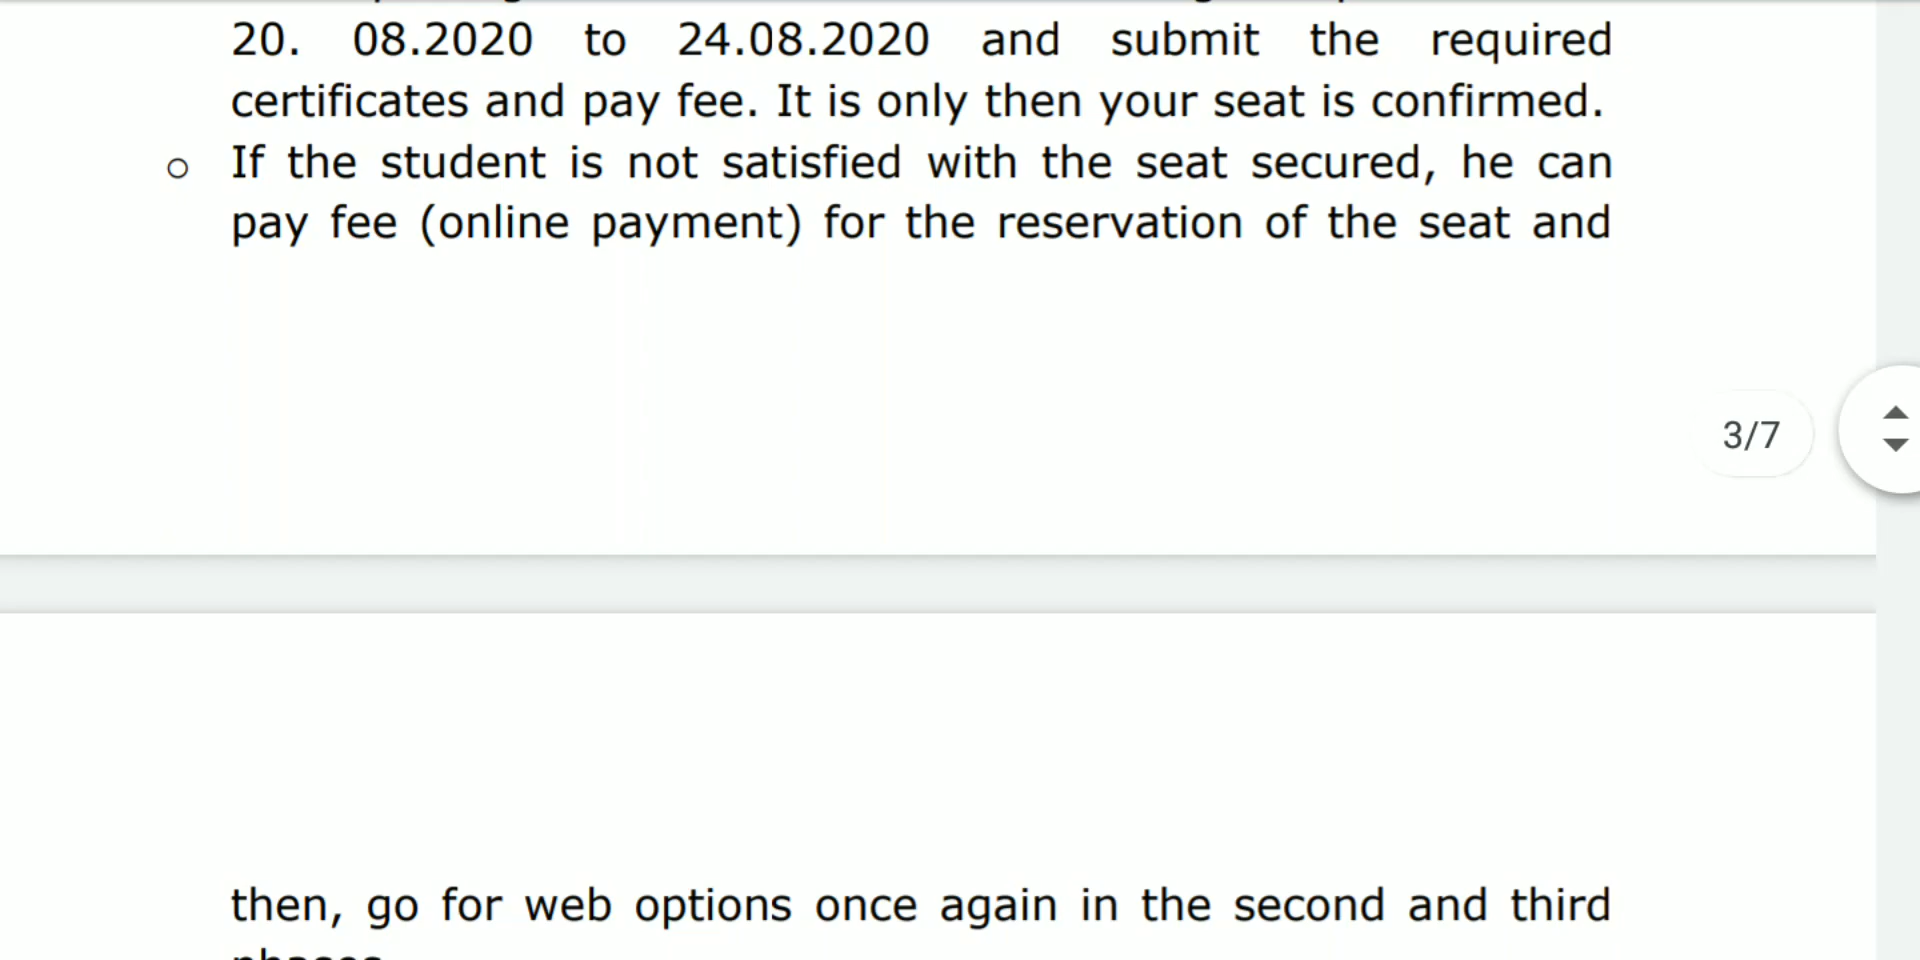 20. 08.2020 to 24.08.2020 and submit the required
certificates and pay fee. It is only then your seat is confirmed.
o If the student is not satisfied with the seat secured, he can
pay fee (online payment) for the reservation of the seat and
3/7
then, go for web options once again in the second and third